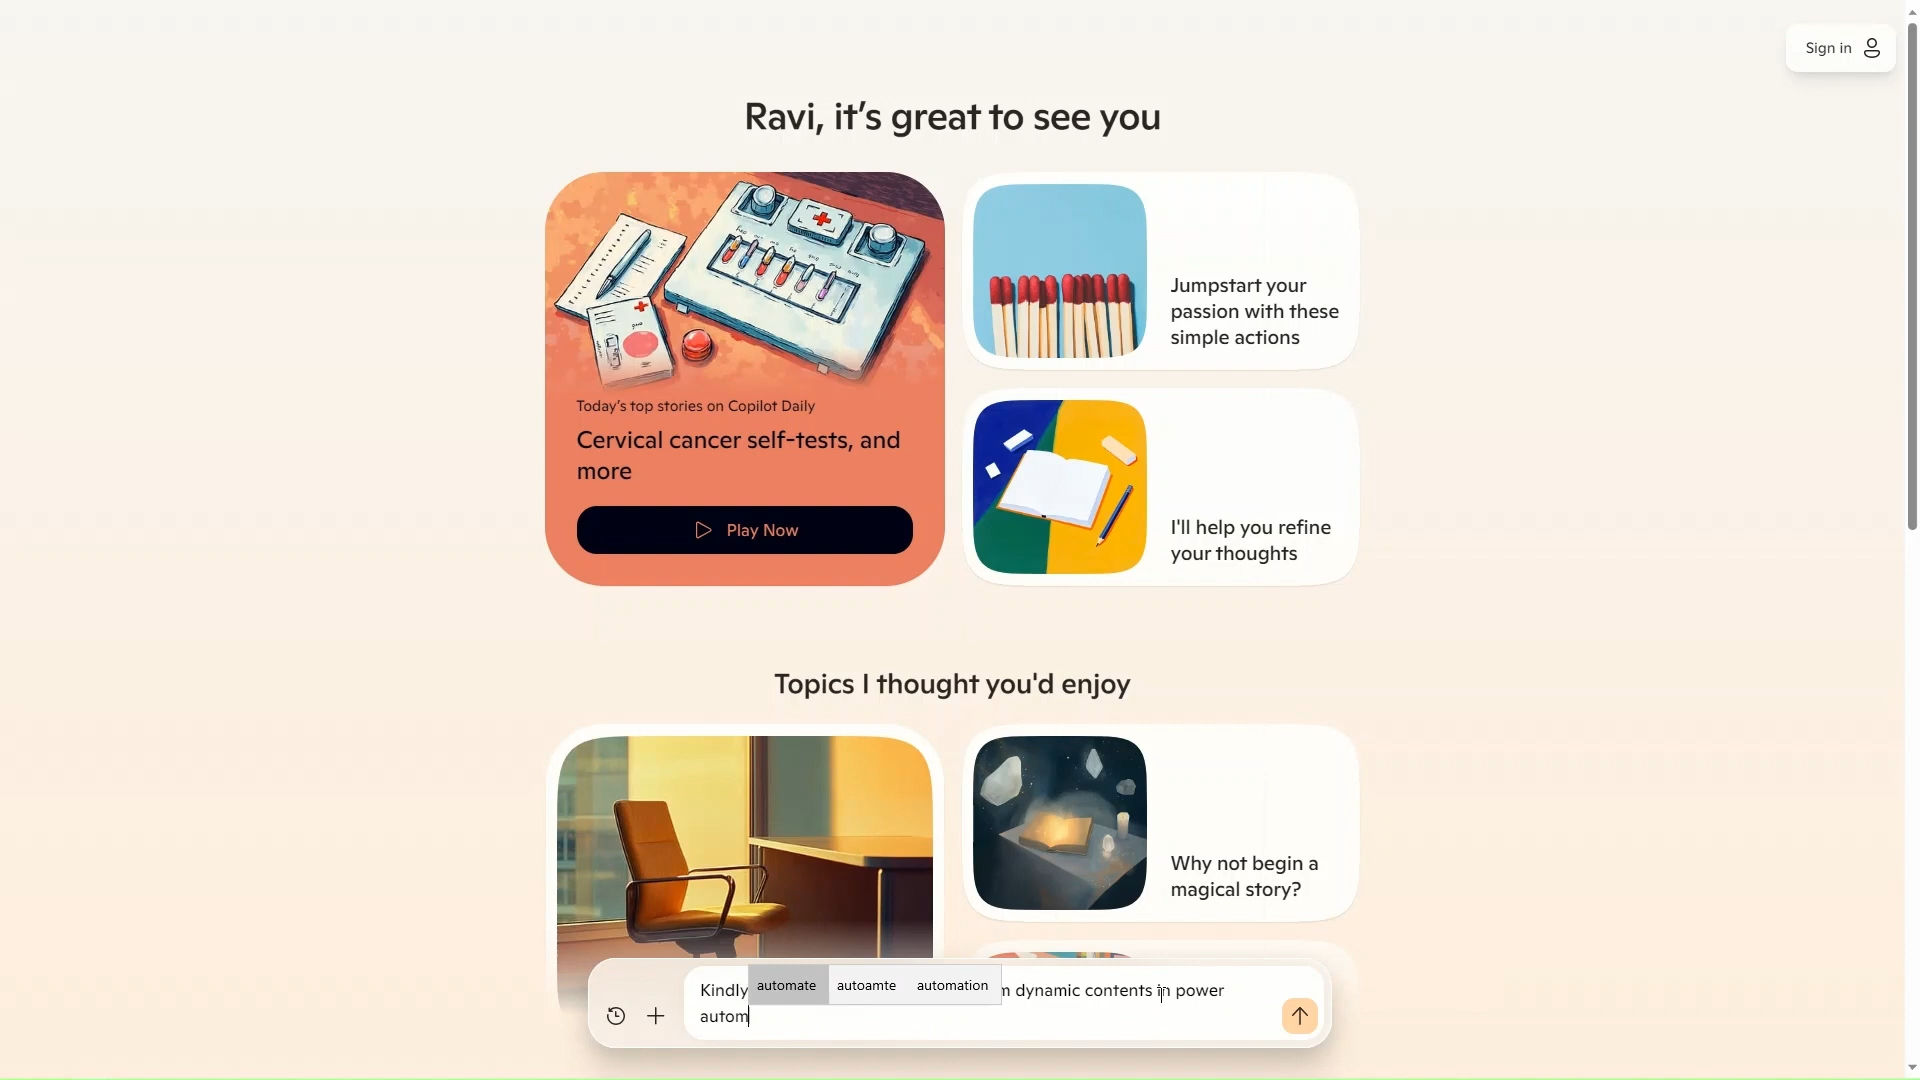 Sign in
Ravi, it's great to see you
Today's top stories on Copilot Daily
Cervical cancer self-tests, and
more
Play Now
Jumpstart your
passion with these
simple actions
I'll help you refine
your thoughts
Topics I thought you'd enjoy
Why not begin a
magical story?
automate autoamte automation
Kindly m dynamic contents in power
autom